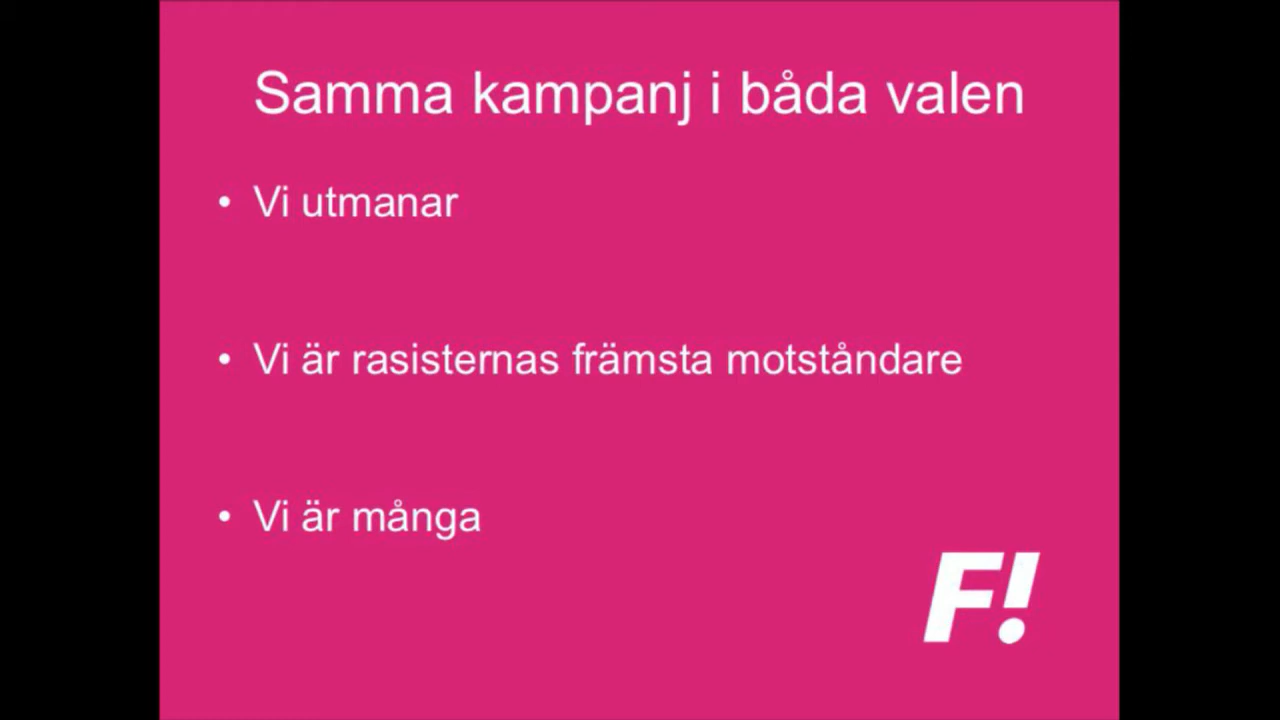 Samma kampanj i båda valen
• Vi utmanar
• Vi är rasisternas främsta motståndare
• Vi är många
F!